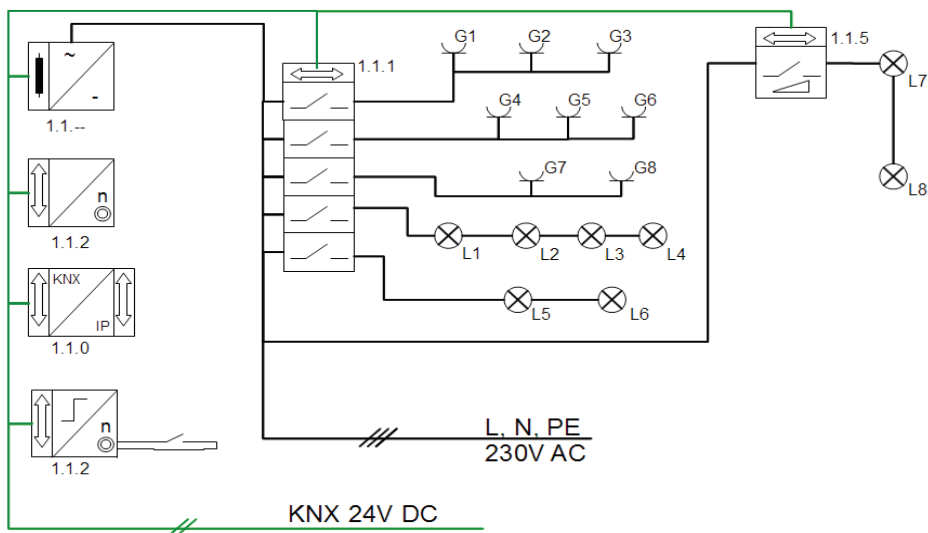 ~
-
1.1.--
n
1.1.2
KNX
IP
1.1.0
n
1.1.2
1.1.1
G1 G2 G3
G4 G5 G6
G7 G8
L1 L2 L3 L4
L5 L6
1.1.5
L7
L8
L, N, PE
230V AC
KNX 24V DC